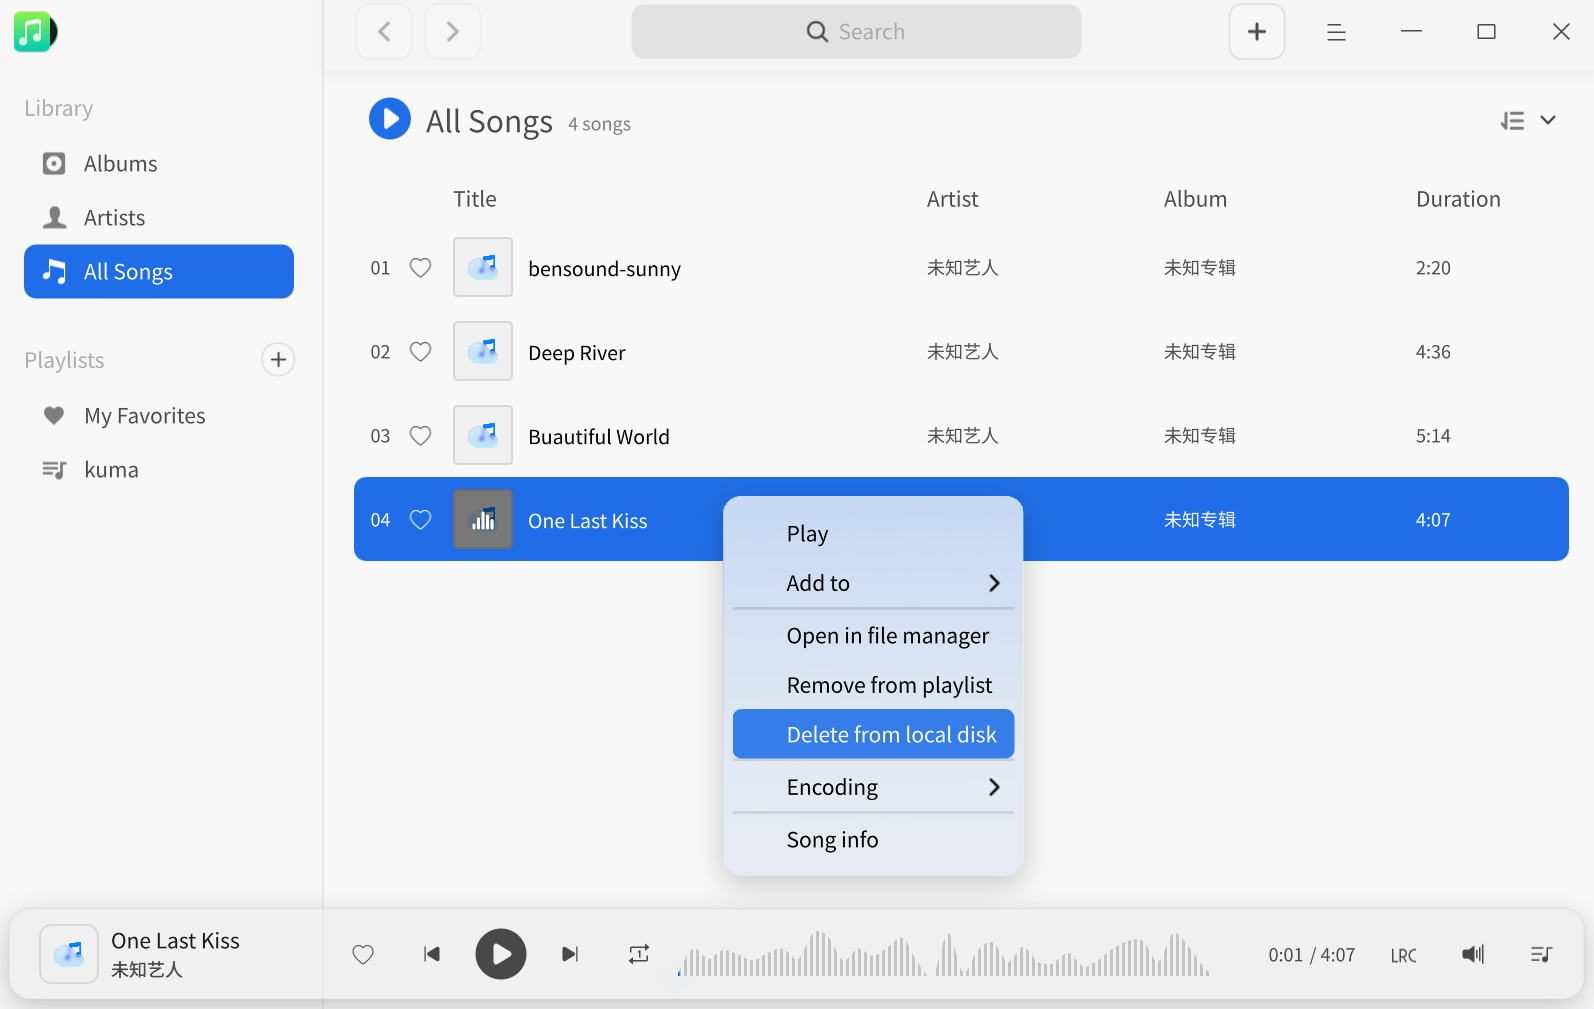 Search
Library
Albums
Artists
All Songs
Playlists
My Favorites
kuma
All Songs 4 songs
Title Artist Album Duration
01 bensound-sunny 未知艺人 未知专辑 2:20
02 Deep River 未知艺人 未知专辑 4:36
03 Buautiful World 未知艺人 未知专辑 5:14
04 One Last Kiss 未知专辑 4:07
Play
Add to
Open in file manager
Remove from playlist
Delete from local disk
Encoding
Song info
One Last Kiss
未知艺人
1
0:01 / 4:07
LRC